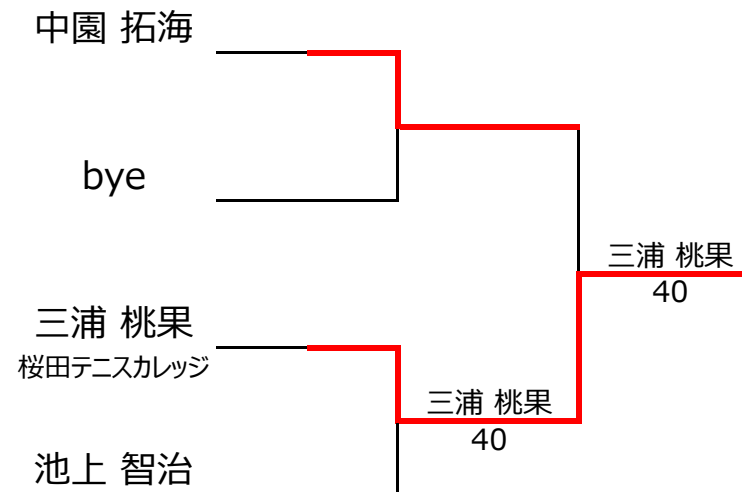 中園 拓海
bye
三浦 桃果
40
三浦 桃果
桜田テニスカレッジ
三浦 桃果
40
池上 智治